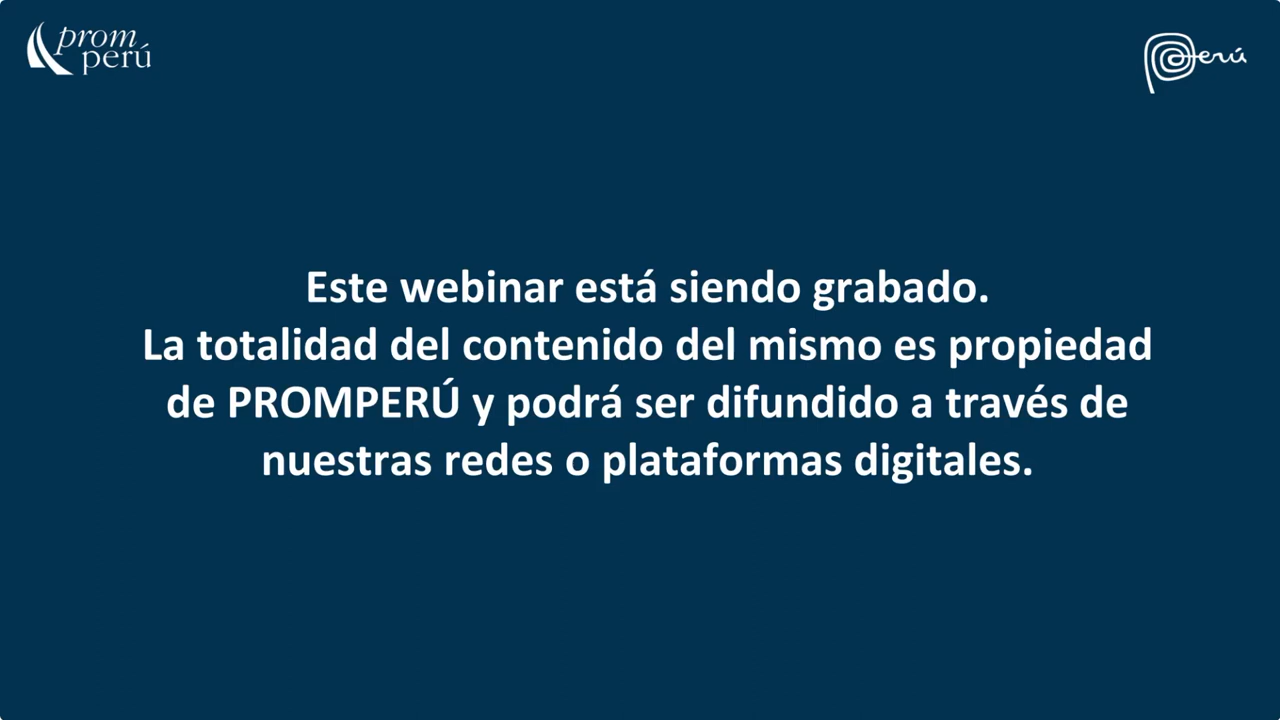 prom
perú
Perú
Este webinar está siendo grabado.
La totalidad del contenido del mismo es propiedad
de PROMPERÚ y podrá ser difundido a través de
nuestras redes o plataformas digitales.